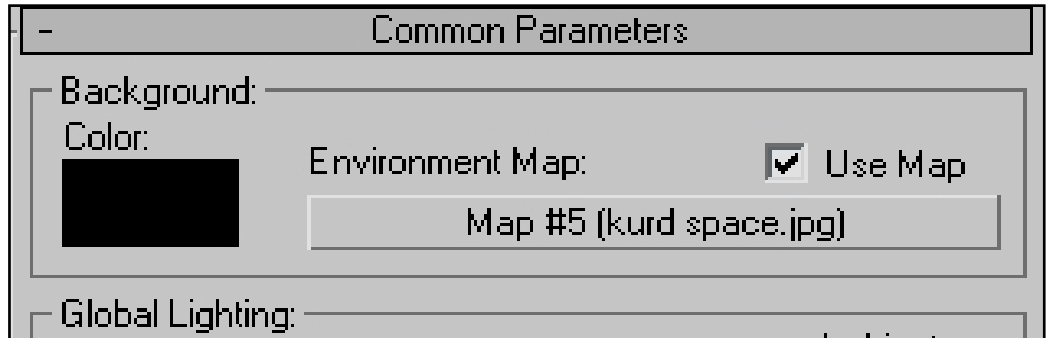 - Common Parameters
Background:
Color:
Environment Map: Use Map
Map #5 (kurd space.jpg)
Global Lighting: